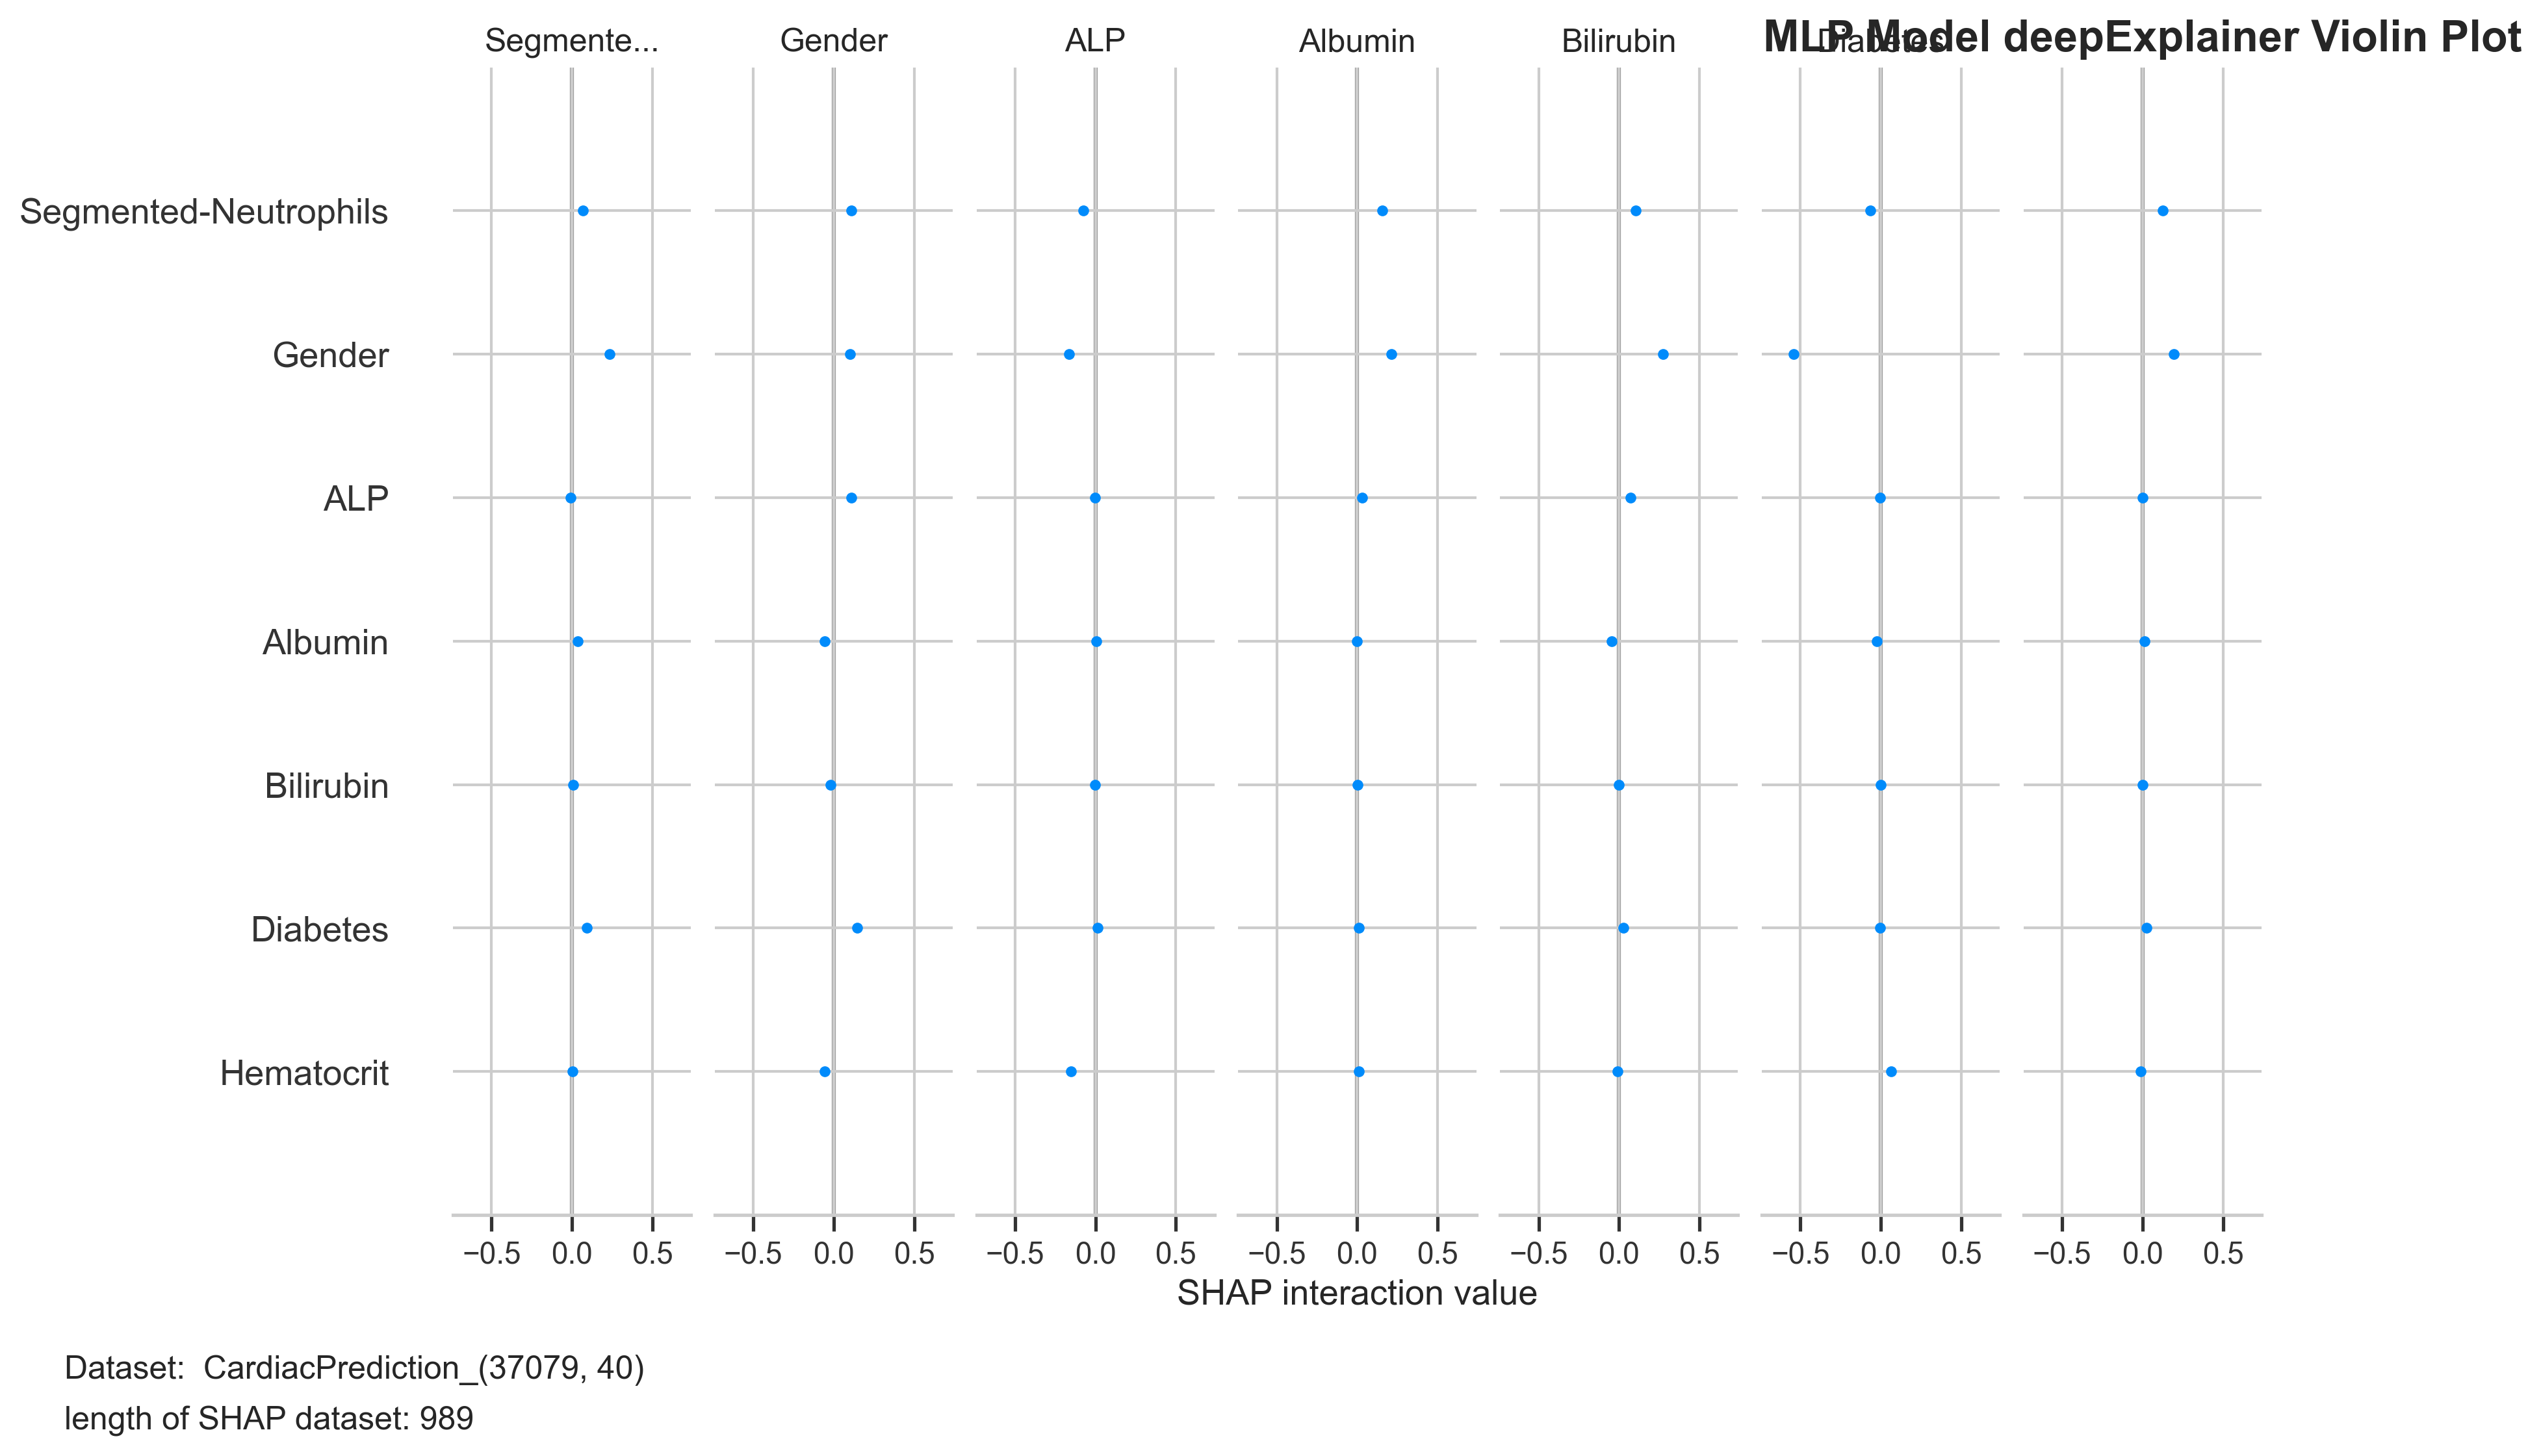 MLP Model deepExplainer Violin Plot
Segmente... Gender ALP Albumin Bilirubin Diabetes
Segmented-Neutrophils
Gender
ALP
Albumin
Bilirubin
Diabetes
Hematocrit
−0.5 0.0 0.5 −0.5 0.0 0.5 −0.5 0.0 0.5 −0.5 0.0 0.5 −0.5 0.0 0.5 −0.5 0.0 0.5 −0.5 0.0 0.5
SHAP interaction value
Dataset:  CardiacPrediction_(37079, 40)
length of SHAP dataset: 989